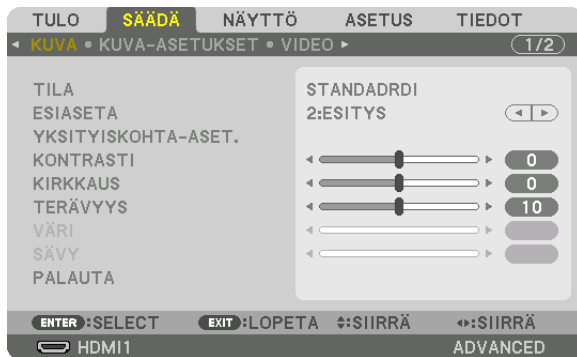 TULO SÄÄDÄ NÄYTTÖ ASETUS TIEDOT
KUVA • KUVA-ASETUKSET • VIDEO 1/2
TILA STANDADRDI
ESIASETA 2:ESITYS
YKSITYISKOHTA-ASET.
KONTRASTI 0
KIRKKAUS 0
TERÄVYYS 10
VÄRI
SÄVY
PALAUTA
ENTER :SELECT EXIT :LOPETA :SIIRRÄ :SIIRRÄ
HDMI1 ADVANCED